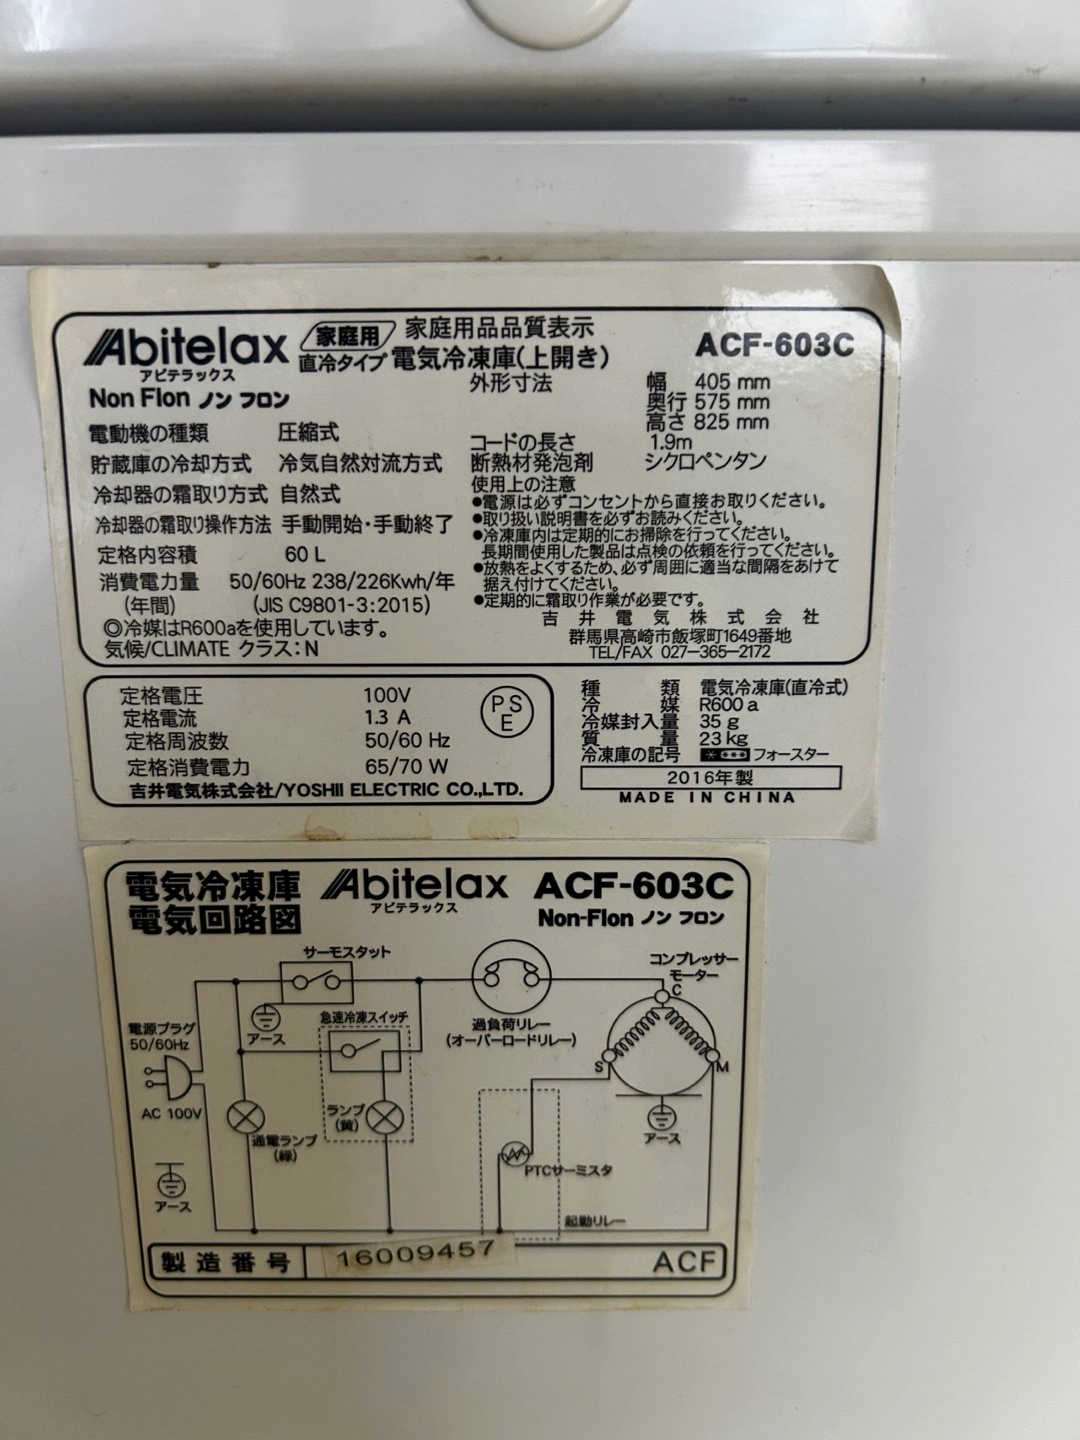 Abitelax 家庭用 家庭用品品質表示 ACF-603C
アビテラックス 直冷タイプ 電気冷凍庫(上開き)
Non Flon ノン フロン
外形寸法 幅 405 mm
奥行 575 mm
高さ 825 mm
電動機の種類 圧縮式
コードの長さ 1.9m
貯蔵庫の冷却方式 冷気自然対流方式
断熱材発泡剤 シクロペンタン
冷却器の霜取り方式 自然式
冷却器の霜取り操作方法 手動開始・手動終了
定格内容積 60 L
消費電力量 50/60Hz 238/226Kwh/年
(年間) (JIS C9801-3:2015)
◎冷媒はR600aを使用しています。
気候/CLIMATE クラス:N
使用上の注意
●電源は必ずコンセントから直接お取りください。
●取り扱い説明書を必ずお読みください。
●冷凍庫内は定期的にお掃除を行ってください。
長期間使用した製品は点検の依頼を行ってください。
●放熱をよくするため、必ず周囲に適当な間隔をあけて
据え付けてください。
●定期的に霜取り作業が必要です。
吉井電気株式会社
群馬県高崎市飯塚町1649番地
TEL/FAX 027-365-2172
定格電圧 100V
定格電流 1.3 A
定格周波数 50/60 Hz
定格消費電力 65/70 W
吉井電気株式会社/YOSHII ELECTRIC CO.,LTD.
PS
E
種類 電気冷凍庫(直冷式)
冷媒 R600a
冷媒封入量 35 g
質量 23 kg
冷凍庫の記号 * *** フォースター
2016年製
MADE IN CHINA
電気冷凍庫 Abitelax ACF-603C
電気回路図 アビテラックス Non-Flon ノン フロン
サーモスタット
コンプレッサー
モーター
C
電源プラグ
50/60Hz
アース
急速冷凍スイッチ
過負荷リレー
(オーバーロードリレー)
S
M
AC 100V
ランプ
(黄)
通電ランプ
(緑)
アース
PTCサーミスタ
アース
起動リレー
製造番号 16009457 ACF